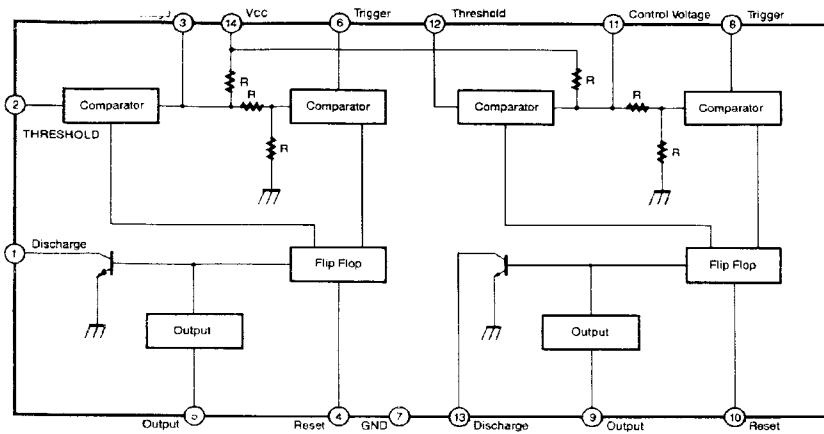 3
14
Vcc
6
Trigger
12
Threshold
11
Control Voltage
8
Trigger
R
R
R
R
R
R
2
Comparator
Comparator
Comparator
Comparator
THRESHOLD
1
Discharge
Flip Flop
Flip Flop
Output
Output
Output
5
Reset
4
GND
7
13
Discharge
9
Output
10
Reset